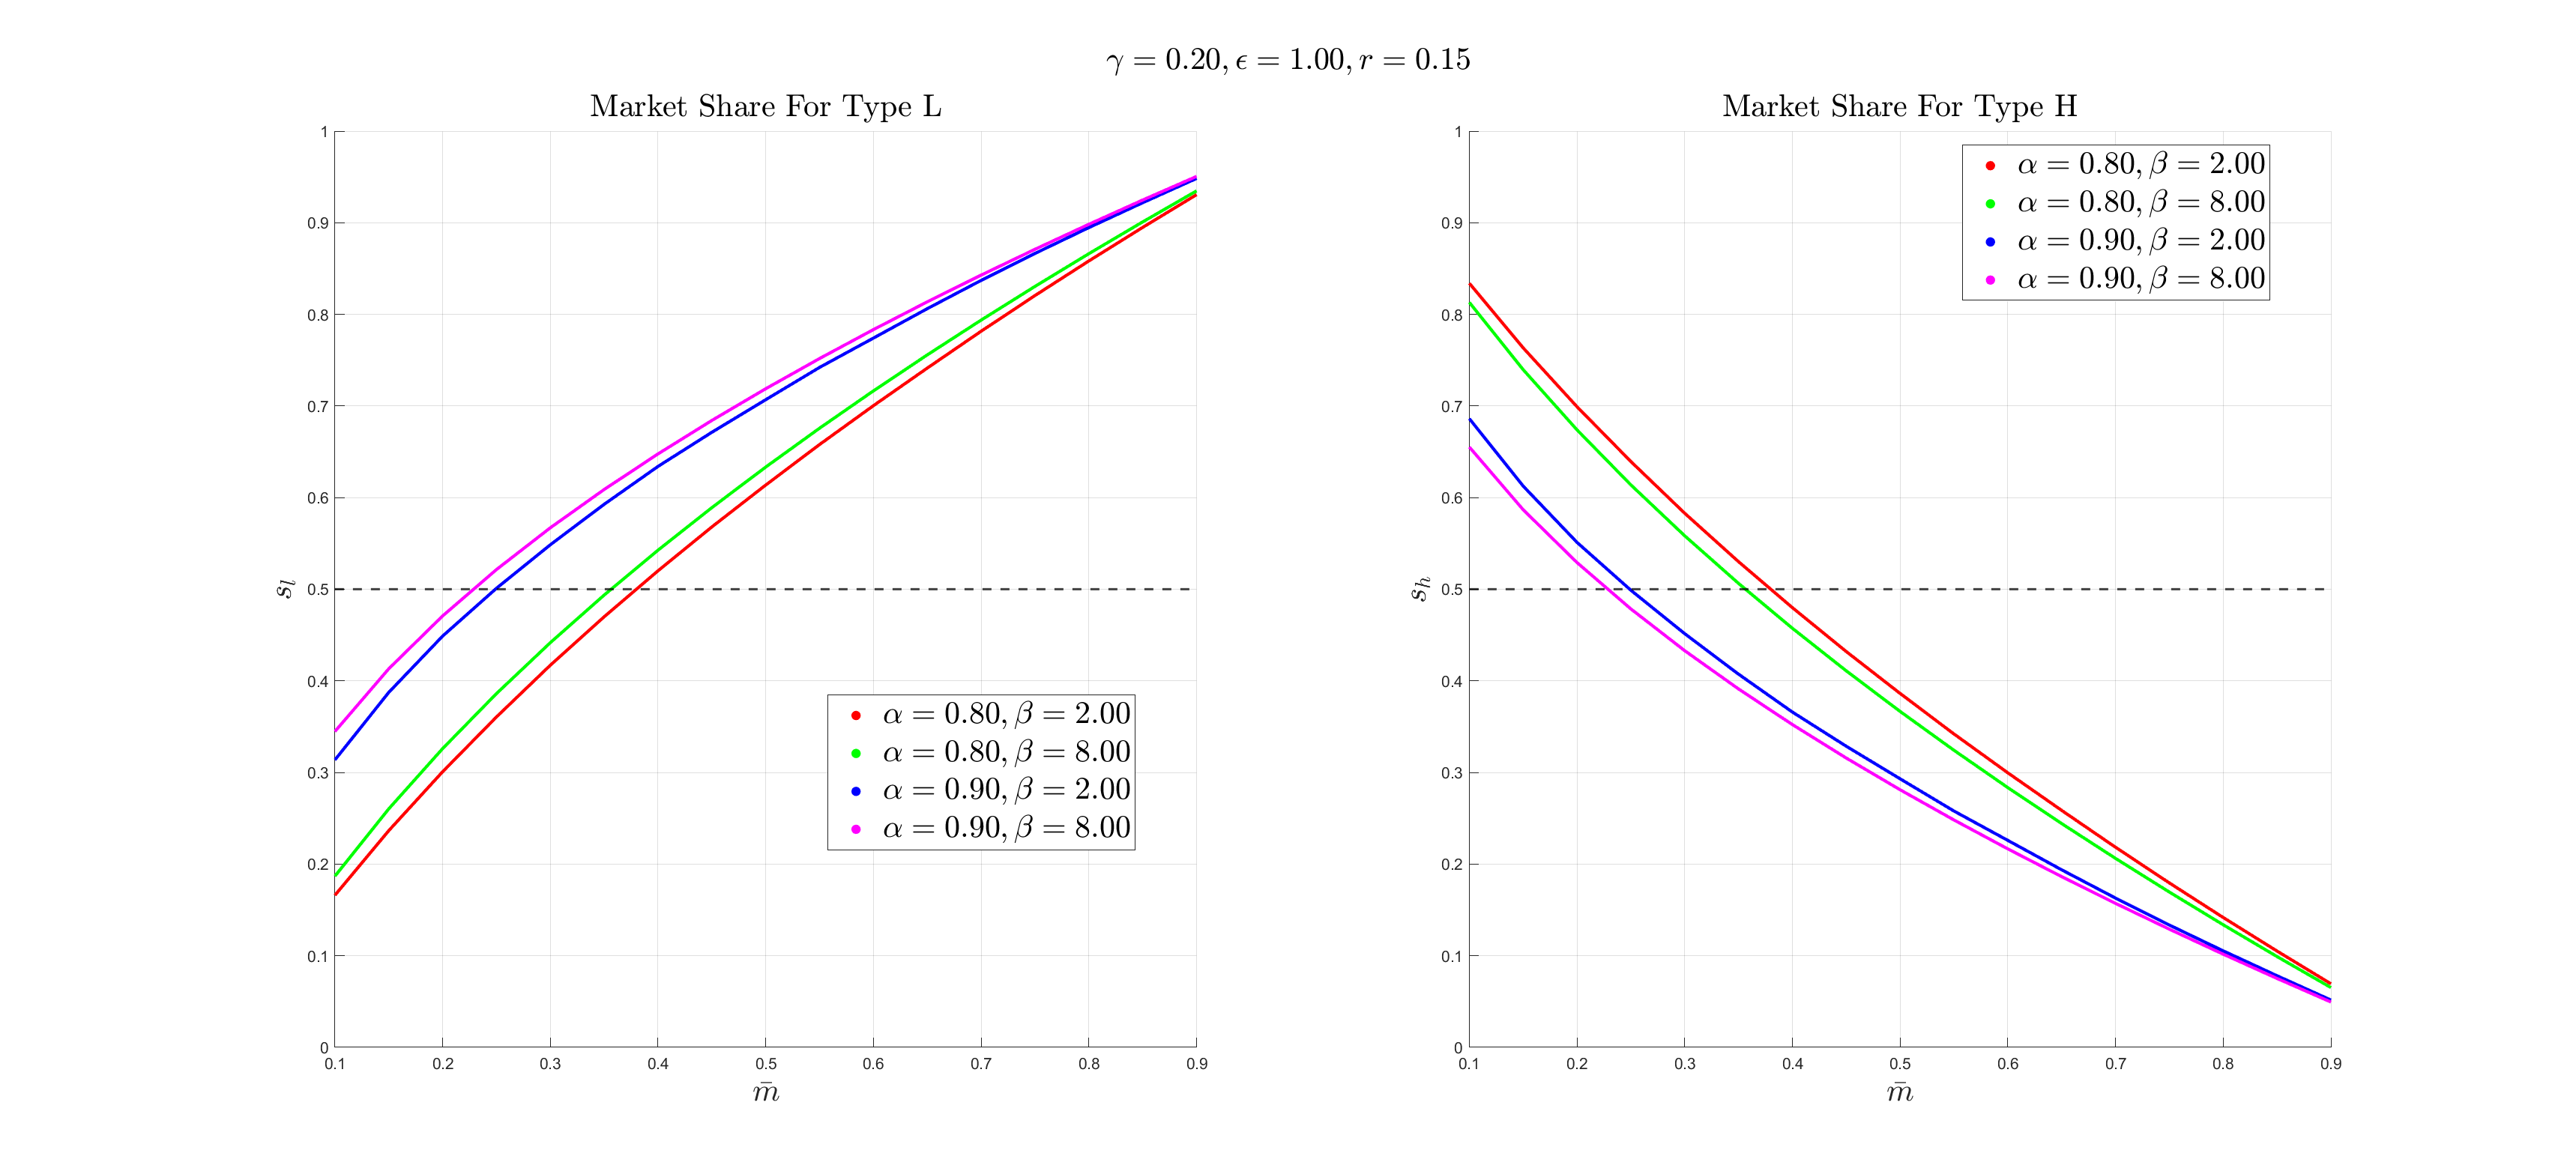 γ = 0.20, ϵ = 1.00, r = 0.15
Market Share For Type L
1
0.9
0.8
0.7
0.6
0.5
0.4
0.3
0.2
0.1
0
s_l
α = 0.80, β = 2.00
α = 0.80, β = 8.00
α = 0.90, β = 2.00
α = 0.90, β = 8.00
0.1 0.2 0.3 0.4 0.5 0.6 0.7 0.8 0.9
m̄
Market Share For Type H
1
0.9
0.8
0.7
0.6
0.5
0.4
0.3
0.2
0.1
0
s_h
α = 0.80, β = 2.00
α = 0.80, β = 8.00
α = 0.90, β = 2.00
α = 0.90, β = 8.00
0.1 0.2 0.3 0.4 0.5 0.6 0.7 0.8 0.9
m̄